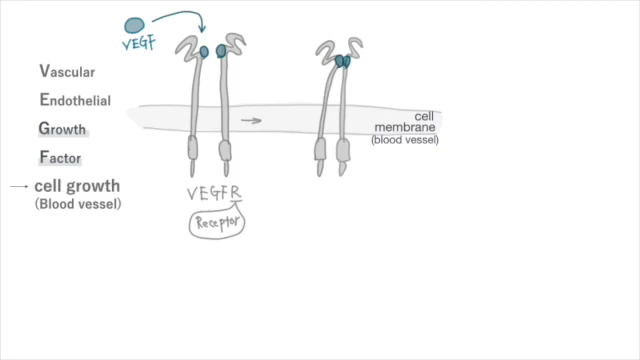 VEGF
Vascular
Endothelial
Growth
Factor
→ cell growth
(Blood vessel)
VEGFR
Receptor
cell
membrane
(blood vessel)